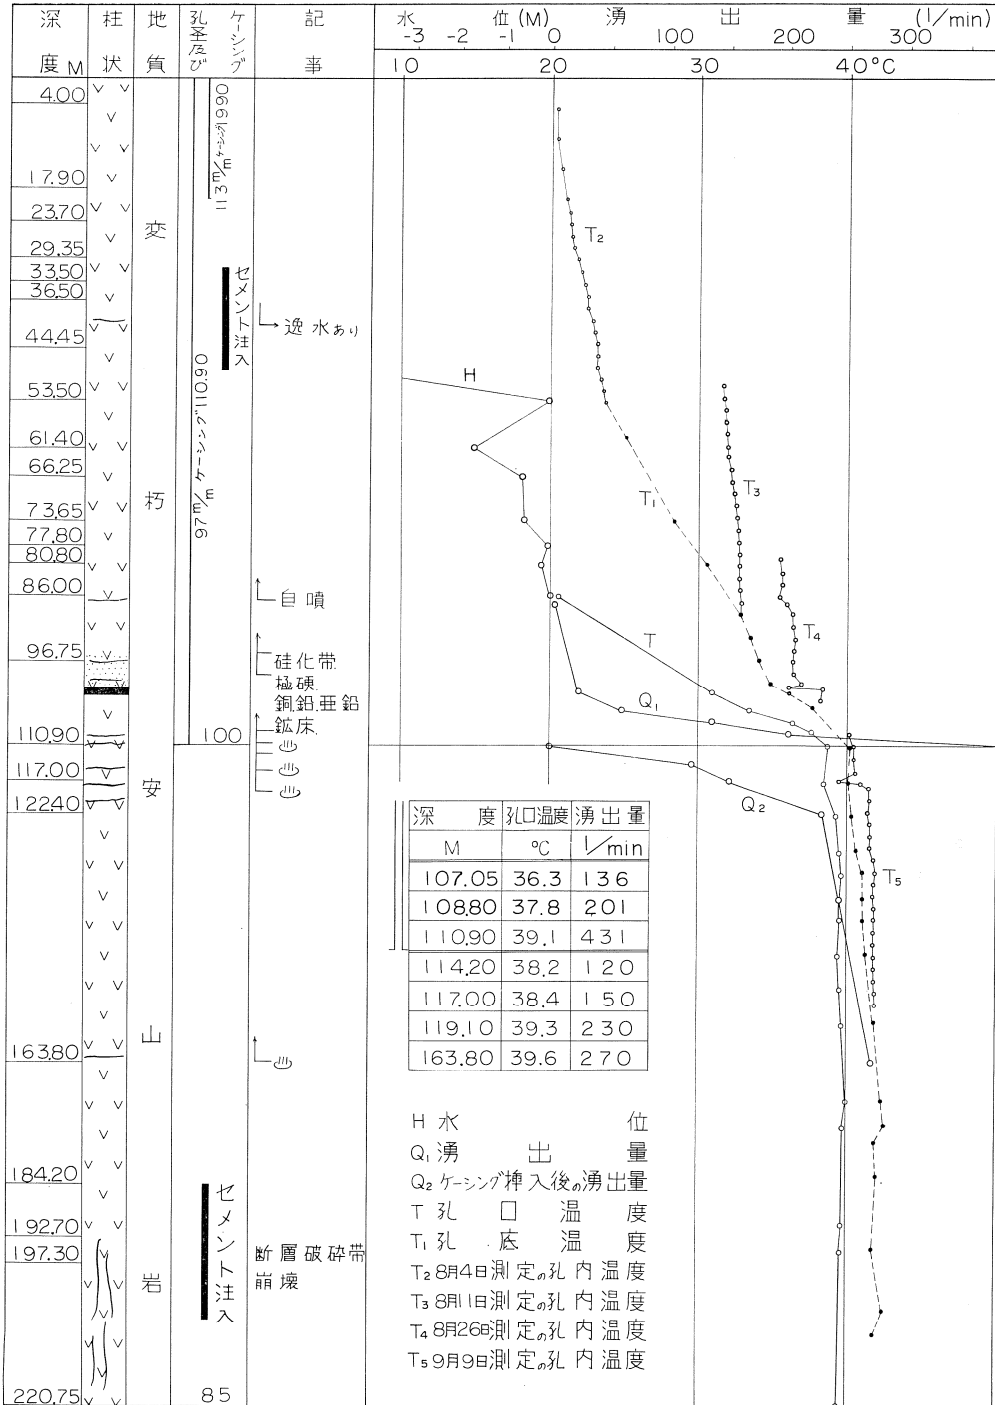 深度 M
柱状
地質
孔茎及び ケーシング
記事
水位 (M) 湧出量 (l/min)
-3 -2 -1 0 100 200 300
10 20 30 40°C
4.00
17.90
23.70
29.35
33.50
36.50
44.45
53.50
61.40
66.25
73.65
77.80
80.80
86.00
96.75
110.90
117.00
122.40
163.80
184.20
192.70
197.30
220.75
変朽安山岩
113m/m ケーシング 19.90
97m/m ケーシング 110.90
100
85
セメント注入
セメント注入
逸水あり
自噴
硅化帯
極硬
銅鉛亜鉛
鉱床
断層破砕帯
崩壊
H
T2
T1
T3
T4
T
Q1
Q2
T5
深度 孔口温度 湧出量
M °C l/min
107.05 36.3 136
108.80 37.8 201
110.90 39.1 431
114.20 38.2 120
117.00 38.4 150
119.10 39.3 230
163.80 39.6 270
H 水位
Q1 湧出量
Q2 ケーシング挿入後の湧出量
T 孔口温度
T1 孔底温度
T2 8月4日測定の孔内温度
T3 8月11日測定の孔内温度
T4 8月26日測定の孔内温度
T5 9月9日測定の孔内温度